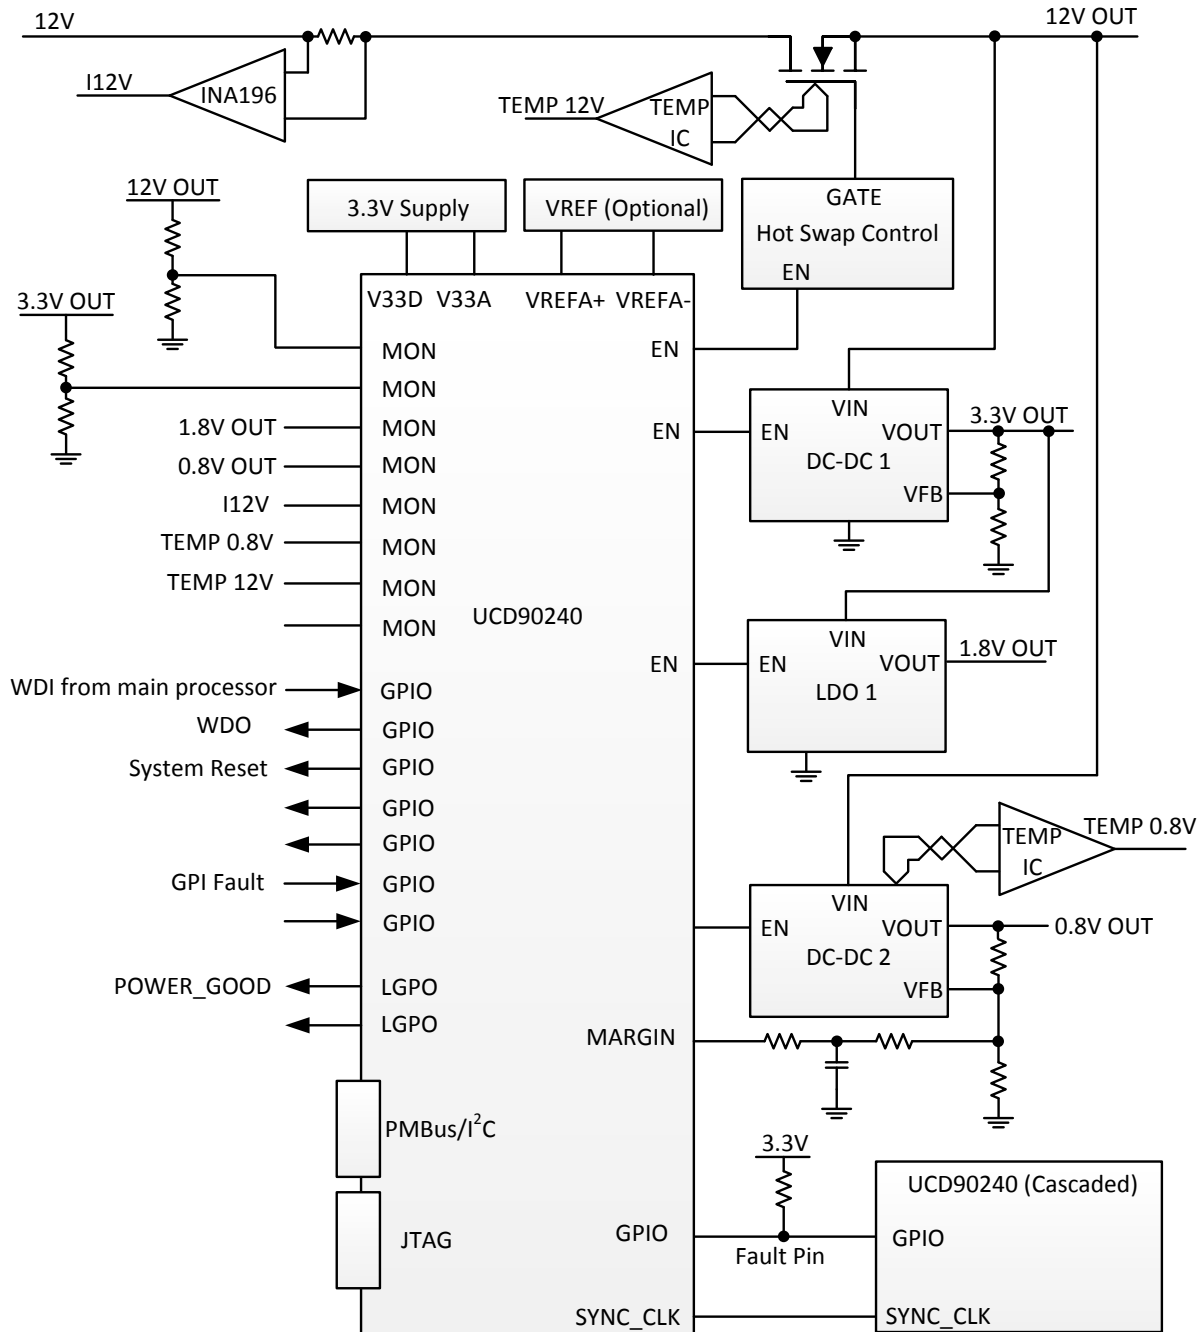 12V
12V OUT
I12V
INA196
TEMP 12V
TEMP
IC
12V OUT
3.3V Supply
VREF (Optional)
GATE
Hot Swap Control
EN
3.3V OUT
V33D
V33A
VREFA+
VREFA-
MON
EN
MON
1.8V OUT
MON
EN
0.8V OUT
MON
I12V
MON
TEMP 0.8V
MON
TEMP 12V
MON
MON
UCD90240
VIN
EN
VOUT
DC-DC 1
VFB
3.3V OUT
EN
VIN
EN
VOUT
LDO 1
1.8V OUT
WDI from main processor
GPIO
WDO
GPIO
System Reset
GPIO
GPIO
GPIO
GPI Fault
GPIO
GPIO
TEMP
IC
TEMP 0.8V
VIN
EN
VOUT
DC-DC 2
VFB
0.8V OUT
POWER_GOOD
LGPO
LGPO
MARGIN
PMBus/I²C
JTAG
3.3V
GPIO
Fault Pin
UCD90240 (Cascaded)
GPIO
SYNC_CLK
SYNC_CLK